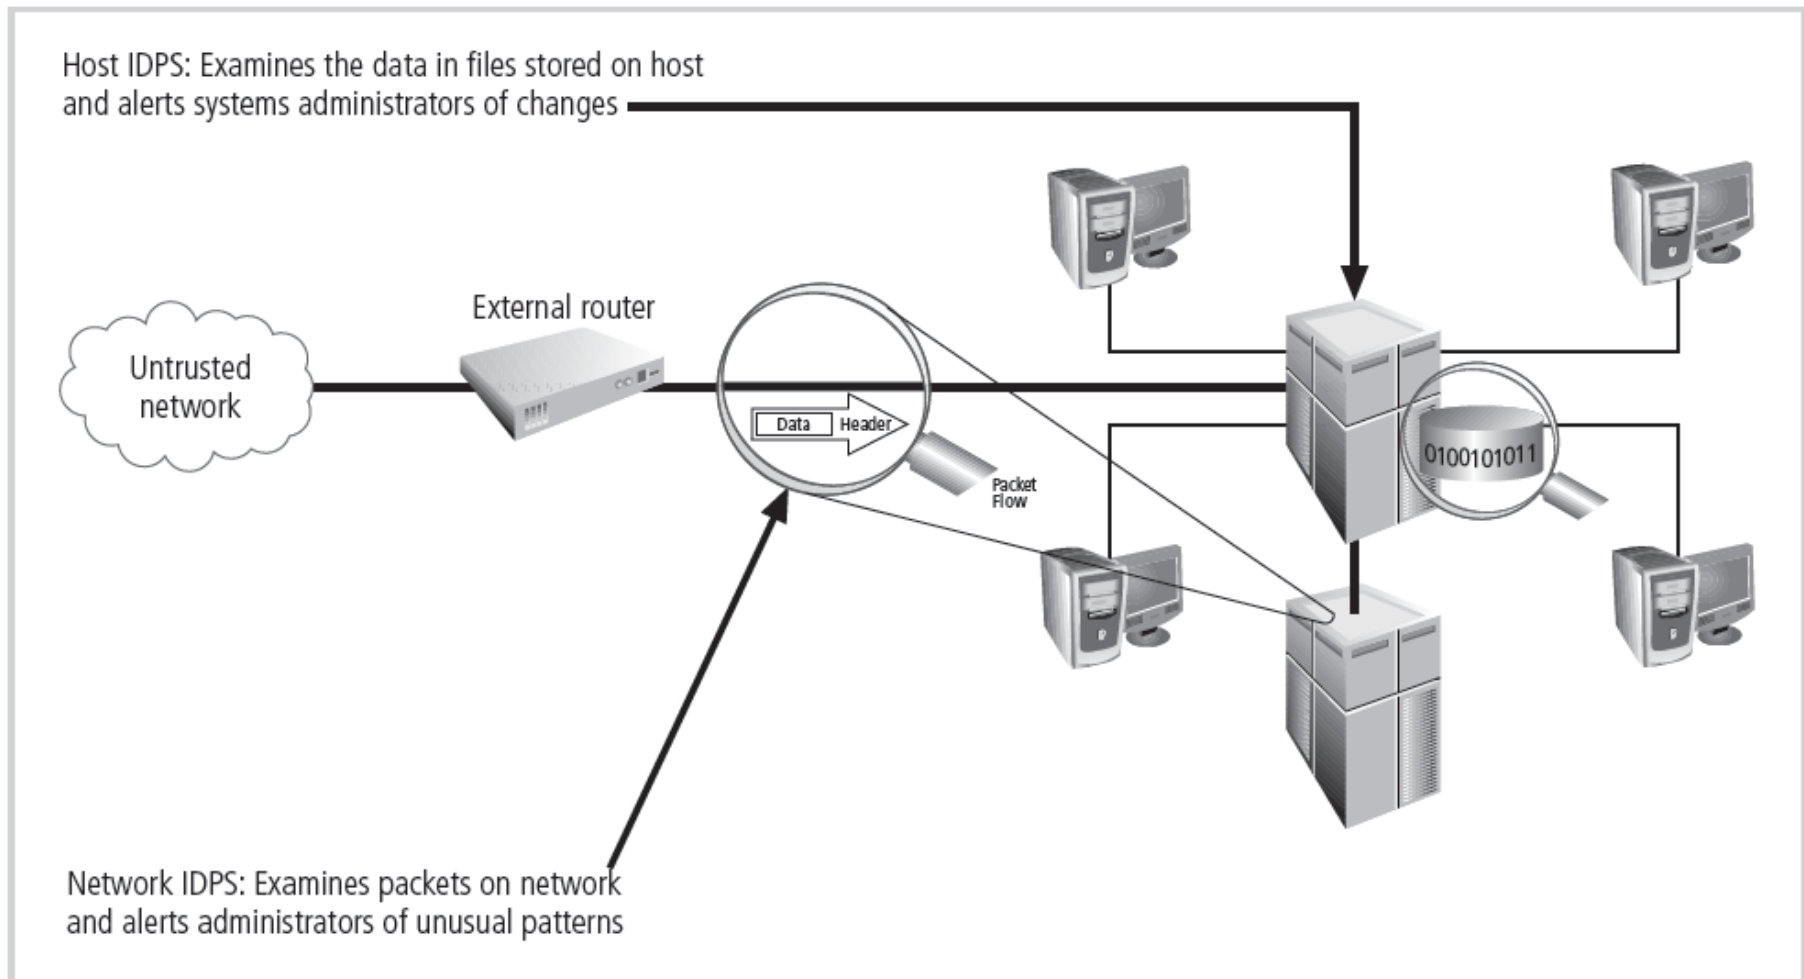 Host IDPS: Examines the data in files stored on host
and alerts systems administrators of changes
External router
Untrusted
network
Data
Header
Packet
Flow
0100101011
Network IDPS: Examines packets on network
and alerts administrators of unusual patterns